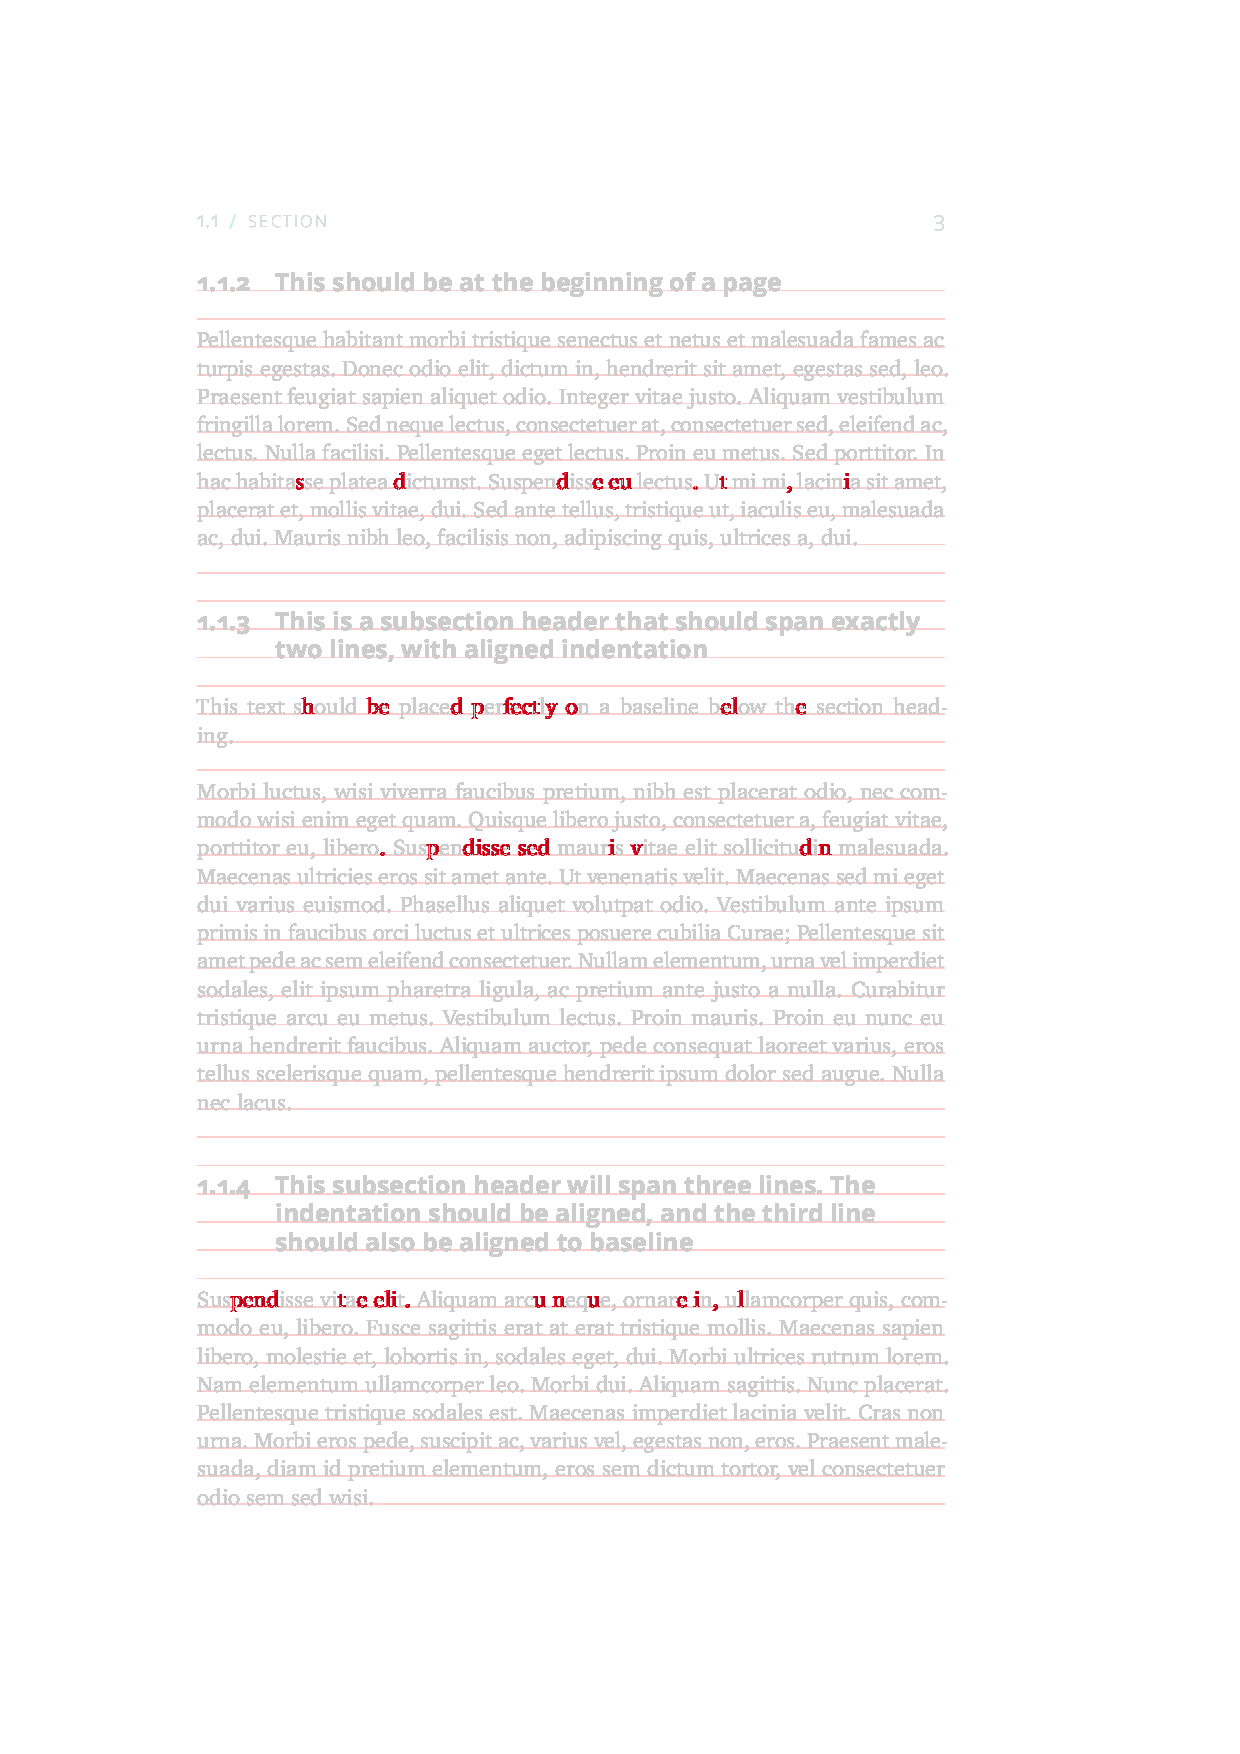 1.1 / SECTION 3
1.1.2 This should be at the beginning of a page
Pellentesque habitant morbi tristique senectus et netus et malesuada fames ac
turpis egestas. Donec odio elit, dictum in, hendrerit sit amet, egestas sed, leo.
Praesent feugiat sapien aliquet odio. Integer vitae justo. Aliquam vestibulum
fringilla lorem. Sed neque lectus, consectetuer at, consectetuer sed, eleifend ac,
lectus. Nulla facilisi. Pellentesque eget lectus. Proin eu metus. Sed porttitor. In
hac habitasse platea dictumst. Suspendisse eu lectus. Ut mi mi, lacinia sit amet,
placerat et, mollis vitae, dui. Sed ante tellus, tristique ut, iaculis eu, malesuada
ac, dui. Mauris nibh leo, facilisis non, adipiscing quis, ultrices a, dui.
1.1.3 This is a subsection header that should span exactly
two lines, with aligned indentation
This text should be placed perfectly on a baseline below the section head-
ing.
Morbi luctus, wisi viverra faucibus pretium, nibh est placerat odio, nec com-
modo wisi enim eget quam. Quisque libero justo, consectetuer a, feugiat vitae,
porttitor eu, libero. Suspendisse sed mauris vitae elit sollicitudin malesuada.
Maecenas ultricies eros sit amet ante. Ut venenatis velit. Maecenas sed mi eget
dui varius euismod. Phasellus aliquet volutpat odio. Vestibulum ante ipsum
primis in faucibus orci luctus et ultrices posuere cubilia Curae; Pellentesque sit
amet pede ac sem eleifend consectetuer. Nullam elementum, urna vel imperdiet
sodales, elit ipsum pharetra ligula, ac pretium ante justo a nulla. Curabitur
tristique arcu eu metus. Vestibulum lectus. Proin mauris. Proin eu nunc eu
urna hendrerit faucibus. Aliquam auctor, pede consequat laoreet varius, eros
tellus scelerisque quam, pellentesque hendrerit ipsum dolor sed augue. Nulla
nec lacus.
1.1.4 This subsection header will span three lines. The
indentation should be aligned, and the third line
should also be aligned to baseline
Suspendisse vitae elit. Aliquam arcu neque, ornare in, ullamcorper quis, com-
modo eu, libero. Fusce sagittis erat at erat tristique mollis. Maecenas sapien
libero, molestie et, lobortis in, sodales eget, dui. Morbi ultrices rutrum lorem.
Nam elementum ullamcorper leo. Morbi dui. Aliquam sagittis. Nunc placerat.
Pellentesque tristique sodales est. Maecenas imperdiet lacinia velit. Cras non
urna. Morbi eros pede, suscipit ac, varius vel, egestas non, eros. Praesent male-
suada, diam id pretium elementum, eros sem dictum tortor, vel consectetuer
odio sem sed wisi.